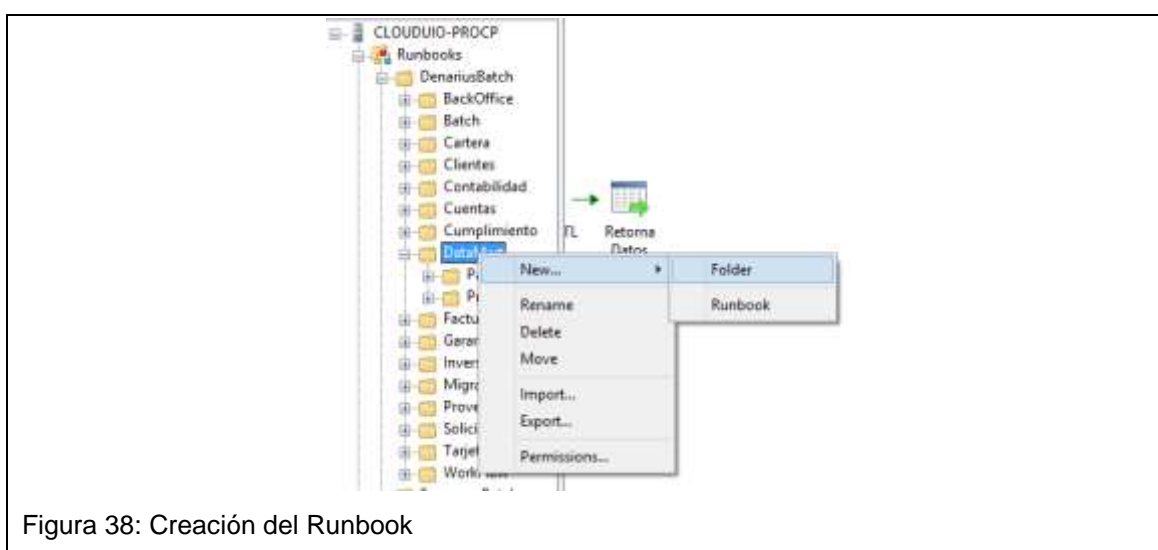 CLOUDUIO-PROCP
Runbooks
DenariusBatch
BackOffice
Batch
Cartera
Clientes
Contabilidad
Cuentas
Cumplimiento
TL
Retorna
Datos
New...
Folder
Rename
Runbook
Delete
Move
Import...
Export...
Permissions...
Figura 38: Creación del Runbook